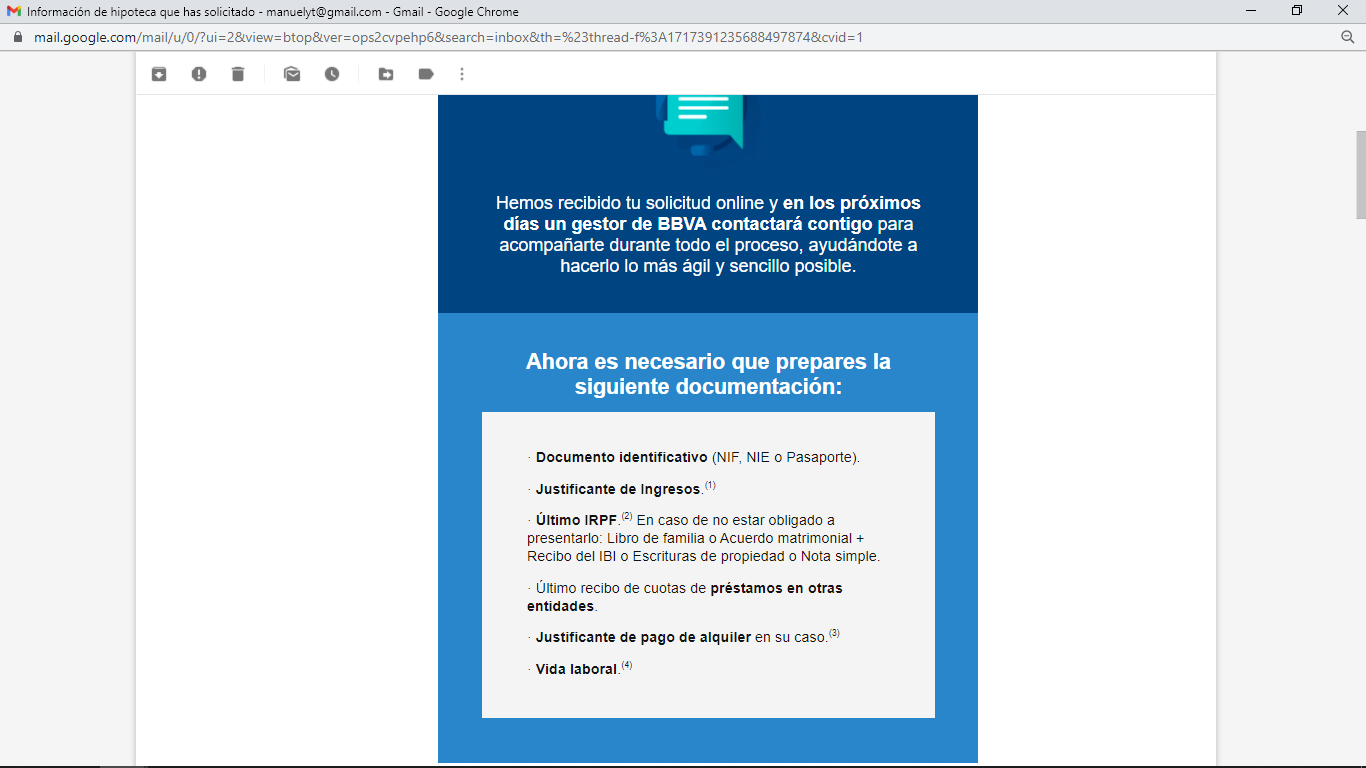 Información de hipoteca que has solicitado - manuelyt@gmail.com - Gmail - Google Chrome
mail.google.com/mail/u/0/?ui=2&view=btop&ver=ops2cvpehp6&search=inbox&th=%23thread-f%3A1717391235688497874&cvid=1
Hemos recibido tu solicitud online y en los próximos
días un gestor de BBVA contactará contigo para
acompañarte durante todo el proceso, ayudándote a
hacerlo lo más ágil y sencillo posible.
Ahora es necesario que prepares la
siguiente documentación:
· Documento identificativo (NIF, NIE o Pasaporte).
· Justificante de Ingresos.(1)
· Último IRPF.(2) En caso de no estar obligado a
presentarlo: Libro de familia o Acuerdo matrimonial +
Recibo del IBI o Escrituras de propiedad o Nota simple.
· Último recibo de cuotas de préstamos en otras
entidades.
· Justificante de pago de alquiler en su caso.(3)
· Vida laboral.(4)